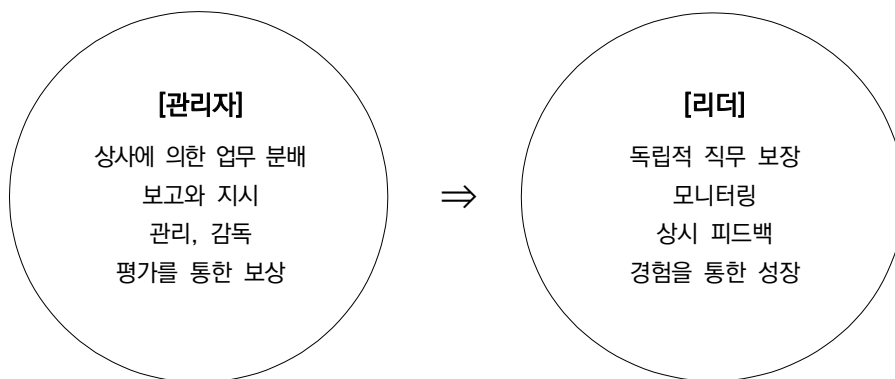 [관리자]
상사에 의한 업무 분배
보고와 지시
관리, 감독
평가를 통한 보상
⇒
[리더]
독립적 직무 보장
모니터링
상시 피드백
경험을 통한 성장